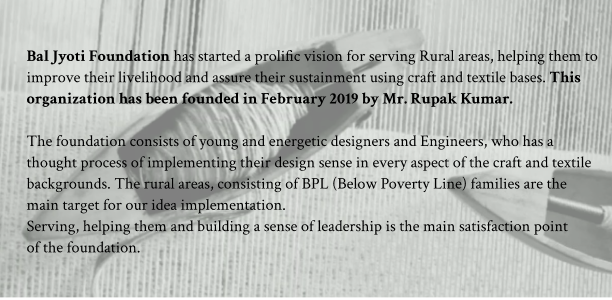 Bal Jyoti Foundation has started a prolific vision for serving Rural areas, helping them to
improve their livelihood and assure their sustainment using craft and textile bases. This
organization has been founded in February 2019 by Mr. Rupak Kumar.
The foundation consists of young and energetic designers and Engineers, who has a
thought process of implementing their design sense in every aspect of the craft and textile
backgrounds. The rural areas, consisting of BPL (Below Poverty Line) families are the
main target for our idea implementation.
Serving, helping them and building a sense of leadership is the main satisfaction point
of the foundation.